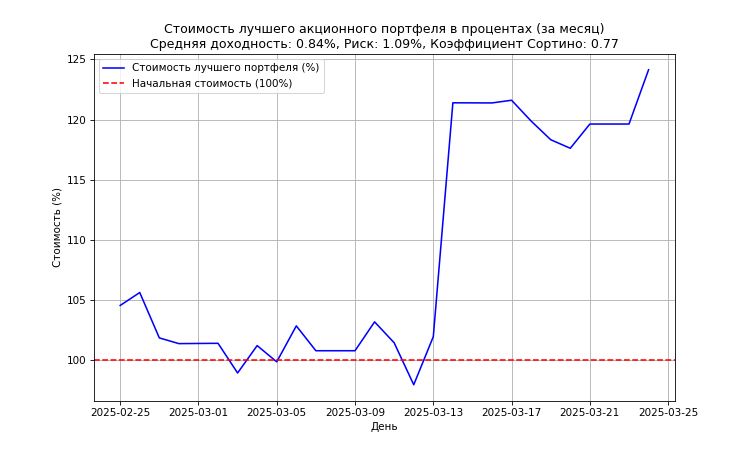 Стоимость лучшего акционного портфеля в процентах (за месяц)
Средняя доходность: 0.84%, Риск: 1.09%, Коэффициент Сортино: 0.77
Стоимость лучшего портфеля (%)
Начальная стоимость (100%)
Стоимость (%)
125
120
115
110
105
100
2025-02-25 2025-03-01 2025-03-05 2025-03-09 2025-03-13 2025-03-17 2025-03-21 2025-03-25
День